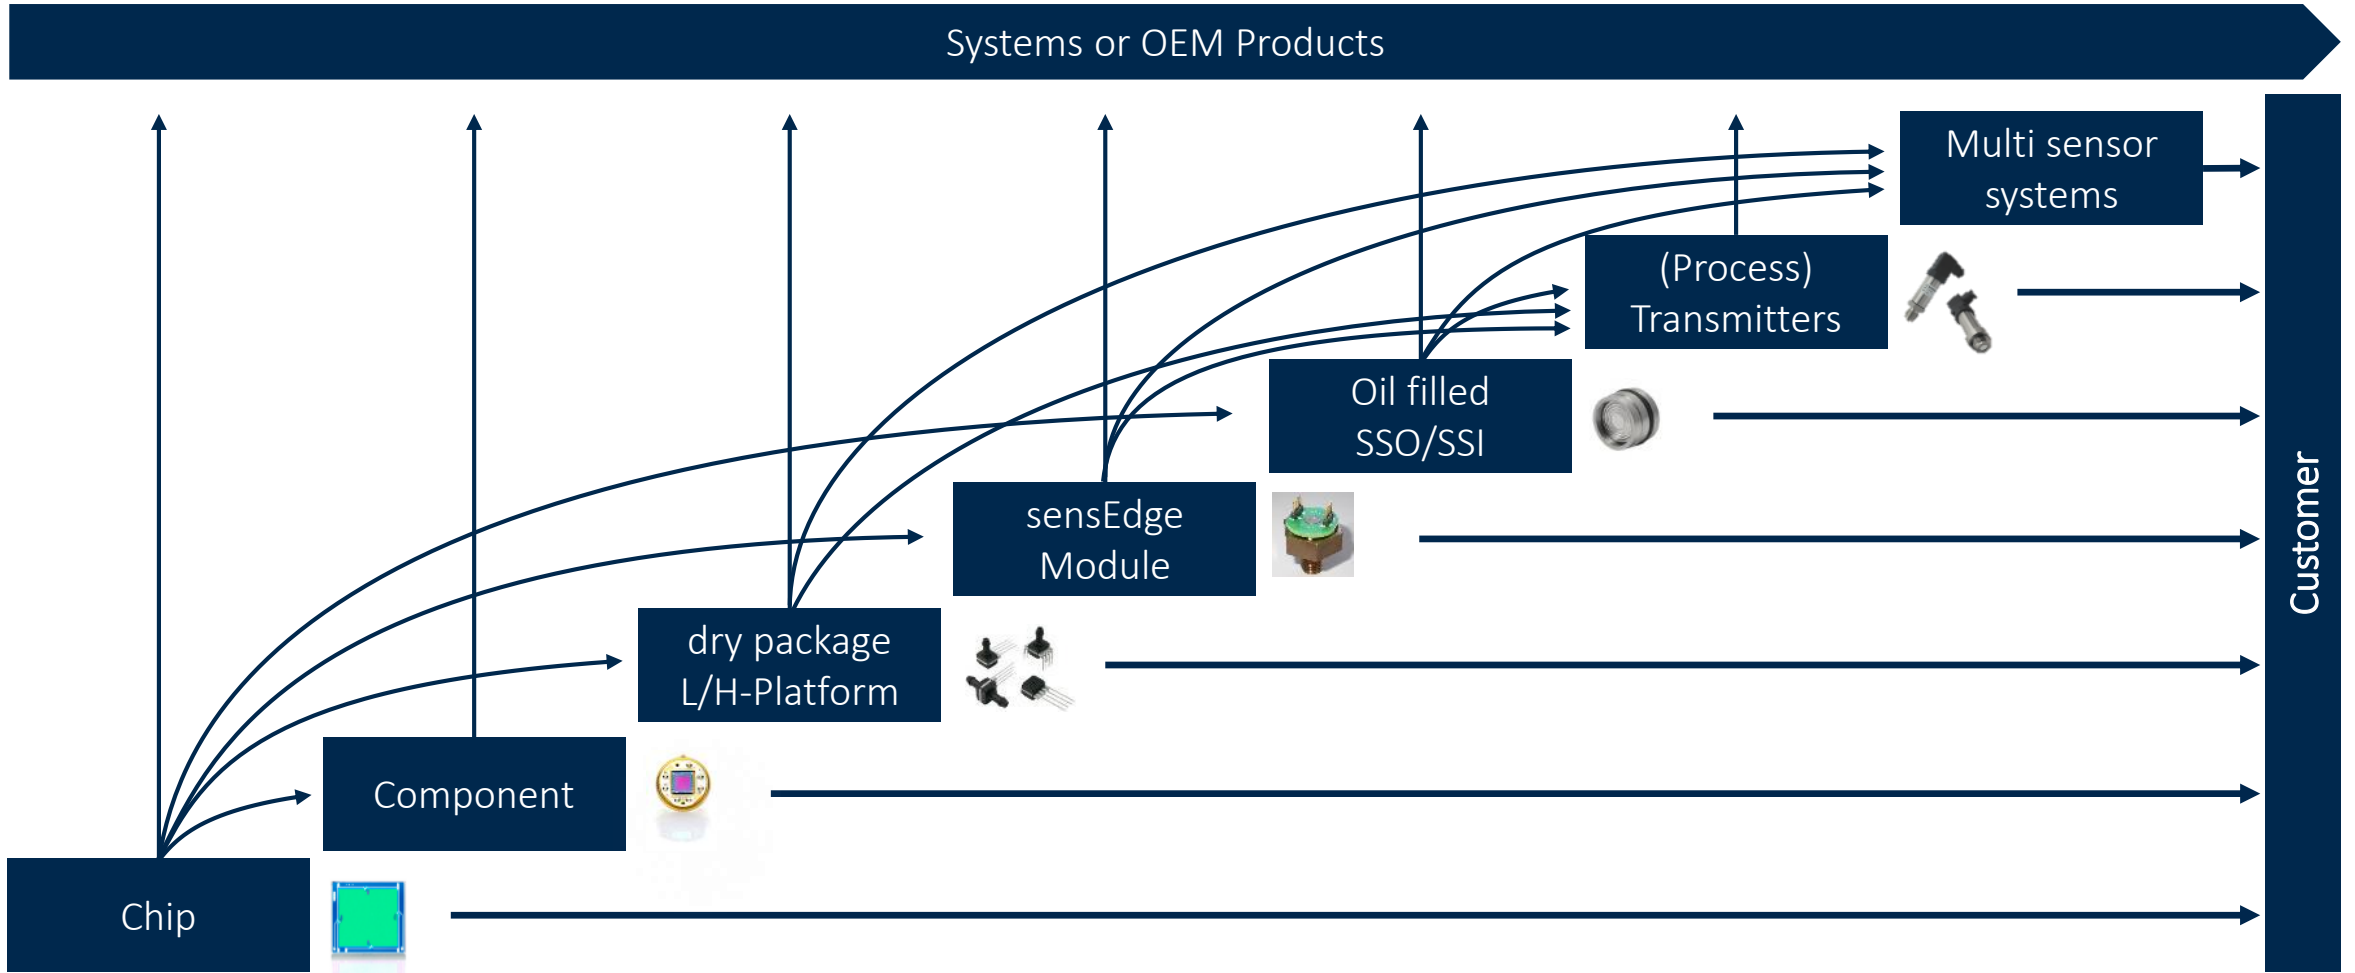 Systems or OEM Products
Multi sensor
systems
(Process)
Transmitters
Oil filled
SSO/SSI
sensEdge
Module
dry package
L/H-Platform
Component
Chip
Customer